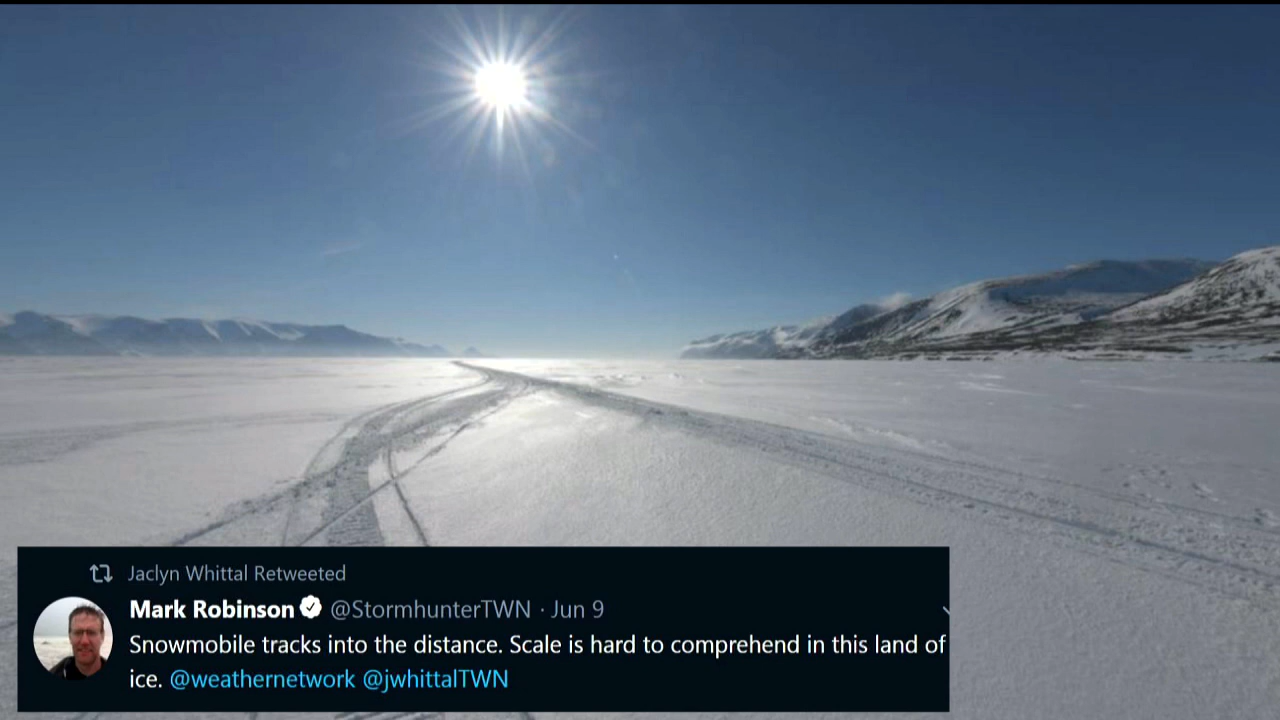 Jaclyn Whittal Retweeted
Mark Robinson @StormhunterTWN · Jun 9
Snowmobile tracks into the distance. Scale is hard to comprehend in this land of
ice. @weathernetwork @jwhittalTWN